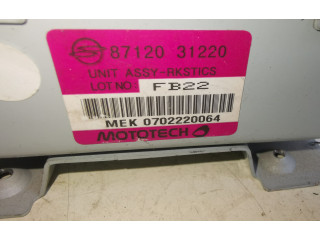 87120 31220
UNIT ASSY-RKSTICS
LOT NO FB22
MEK 0702220064
MOTOTECH